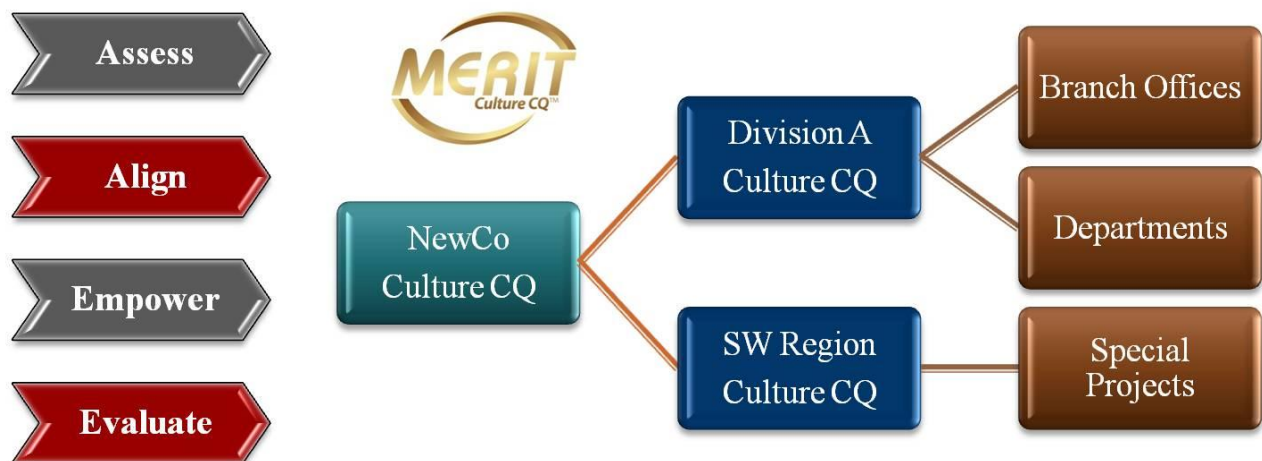 Assess
Align
Empower
Evaluate
MERIT
Culture CQ™
NewCo
Culture CQ
Division A
Culture CQ
SW Region
Culture CQ
Branch Offices
Departments
Special
Projects